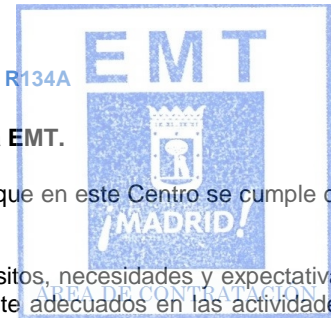 EMT
R134A
EMT.
que en este Centro se cumple c
¡MADRID!
sitos, necesidades y expectativa
ÁREA DE CONTRATACIÓN
te adecuados en las actividade